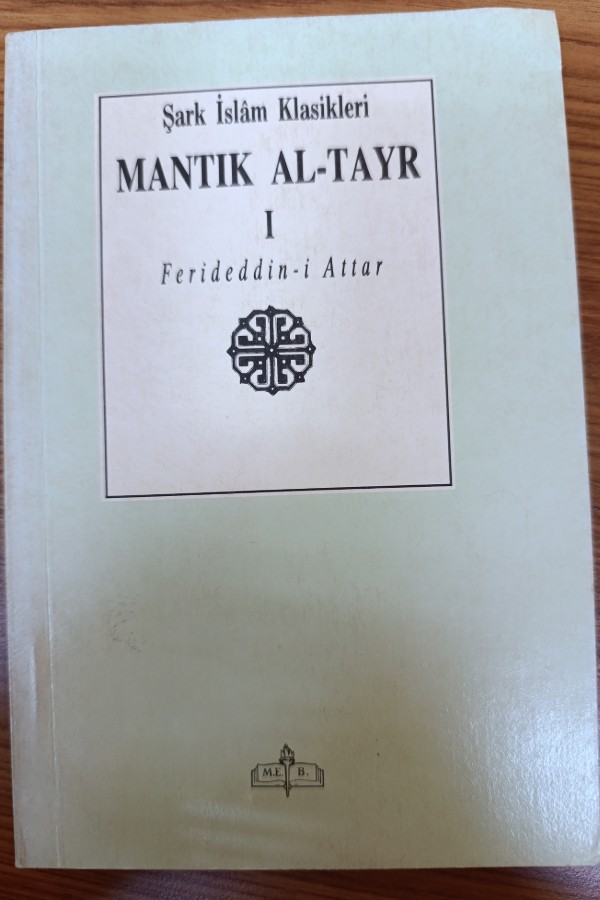 Şark İslâm Klasikleri
MANTIK AL-TAYR
I
Ferideddin-i Attar
M.E. B.